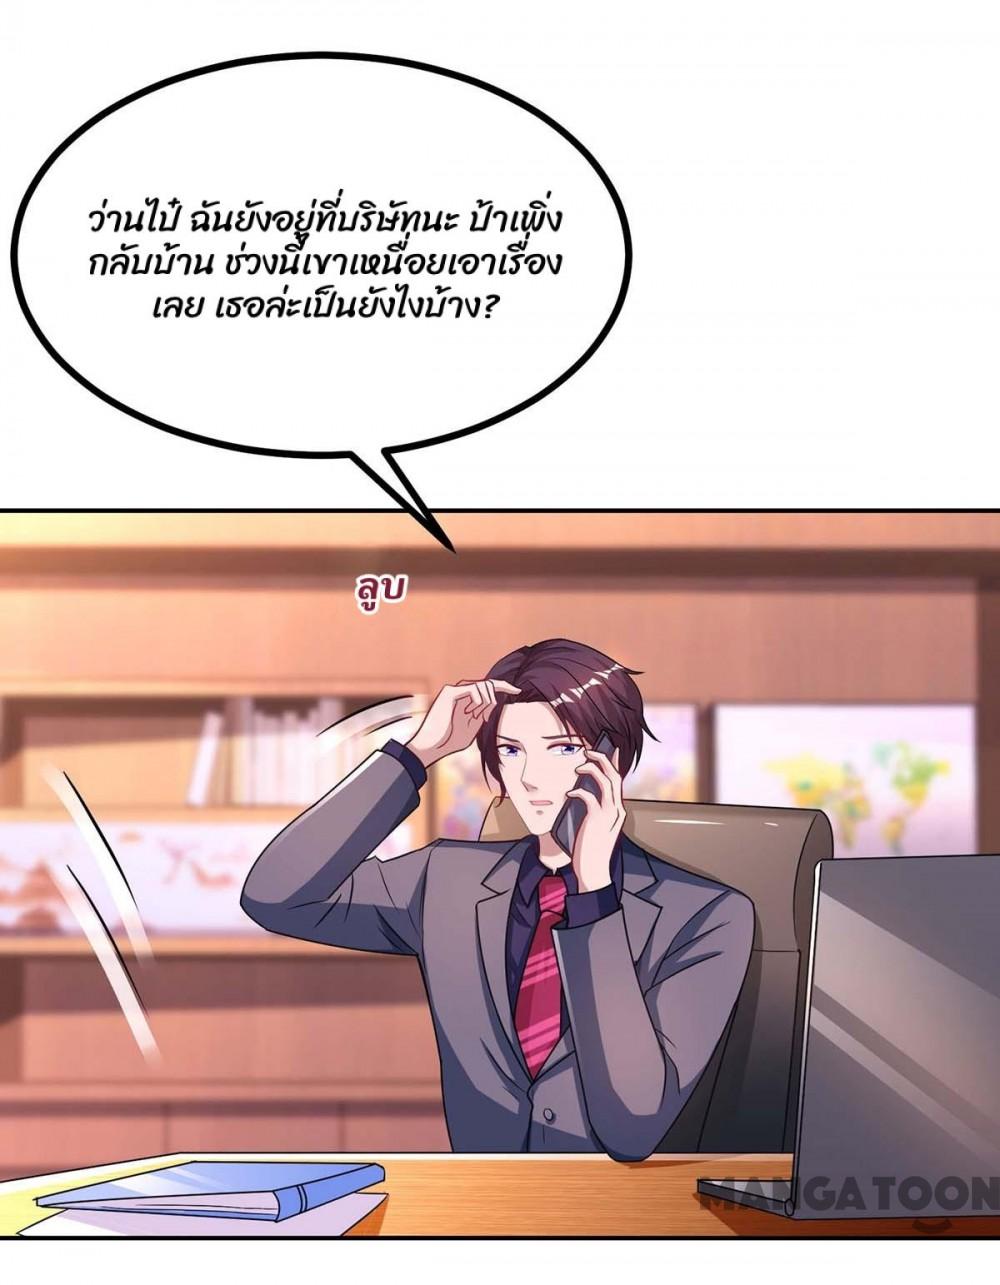 ว่านไป๋ ฉันยังอยู่ที่บริษัทนะ ป้าเพิ่ง
กลับบ้าน ช่วงนี้เขาเหนื่อยเอาเรื่อง
เลย เธอล่ะเป็นยังไงบ้าง?
ลูบ
MANGATOON